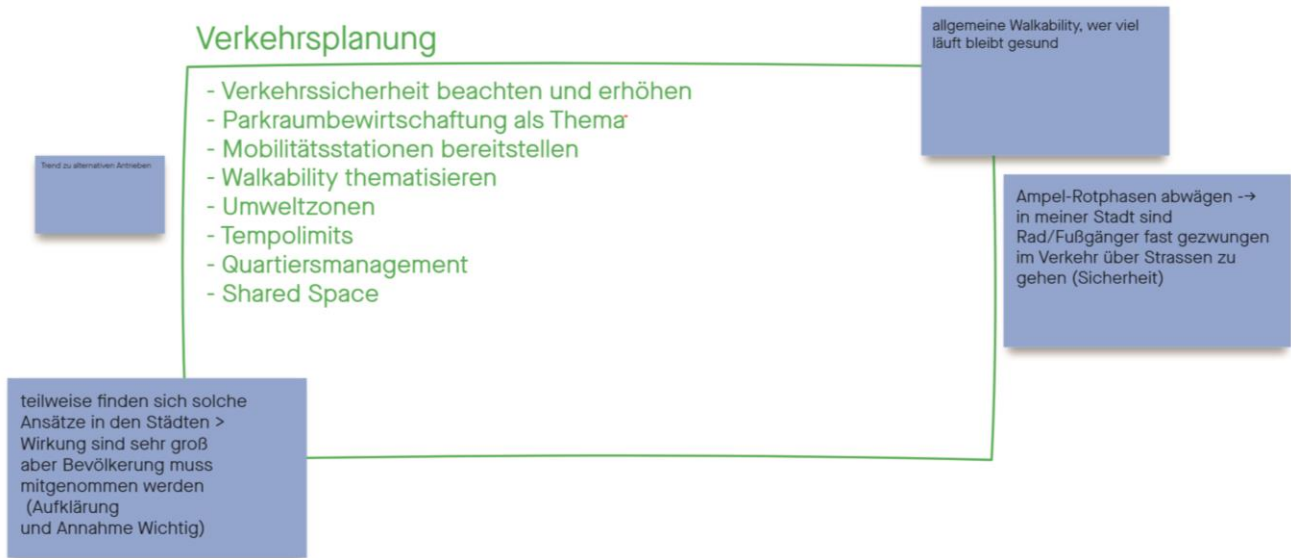 Verkehrsplanung
- Verkehrssicherheit beachten und erhöhen
- Parkraumbewirtschaftung als Thema
- Mobilitätsstationen bereitstellen
- Walkability thematisieren
- Umweltzonen
- Tempolimits
- Quartiersmanagement
- Shared Space
allgemeine Walkability, wer viel
läuft bleibt gesund
Trend zu alternativen Antrieben
Ampel-Rotphasen abwägen -→
in meiner Stadt sind
Rad/Fußgänger fast gezwungen
im Verkehr über Strassen zu
gehen (Sicherheit)
teilweise finden sich solche
Ansätze in den Städten >
Wirkung sind sehr groß
aber Bevölkerung muss
mitgenommen werden
(Aufklärung
und Annahme Wichtig)